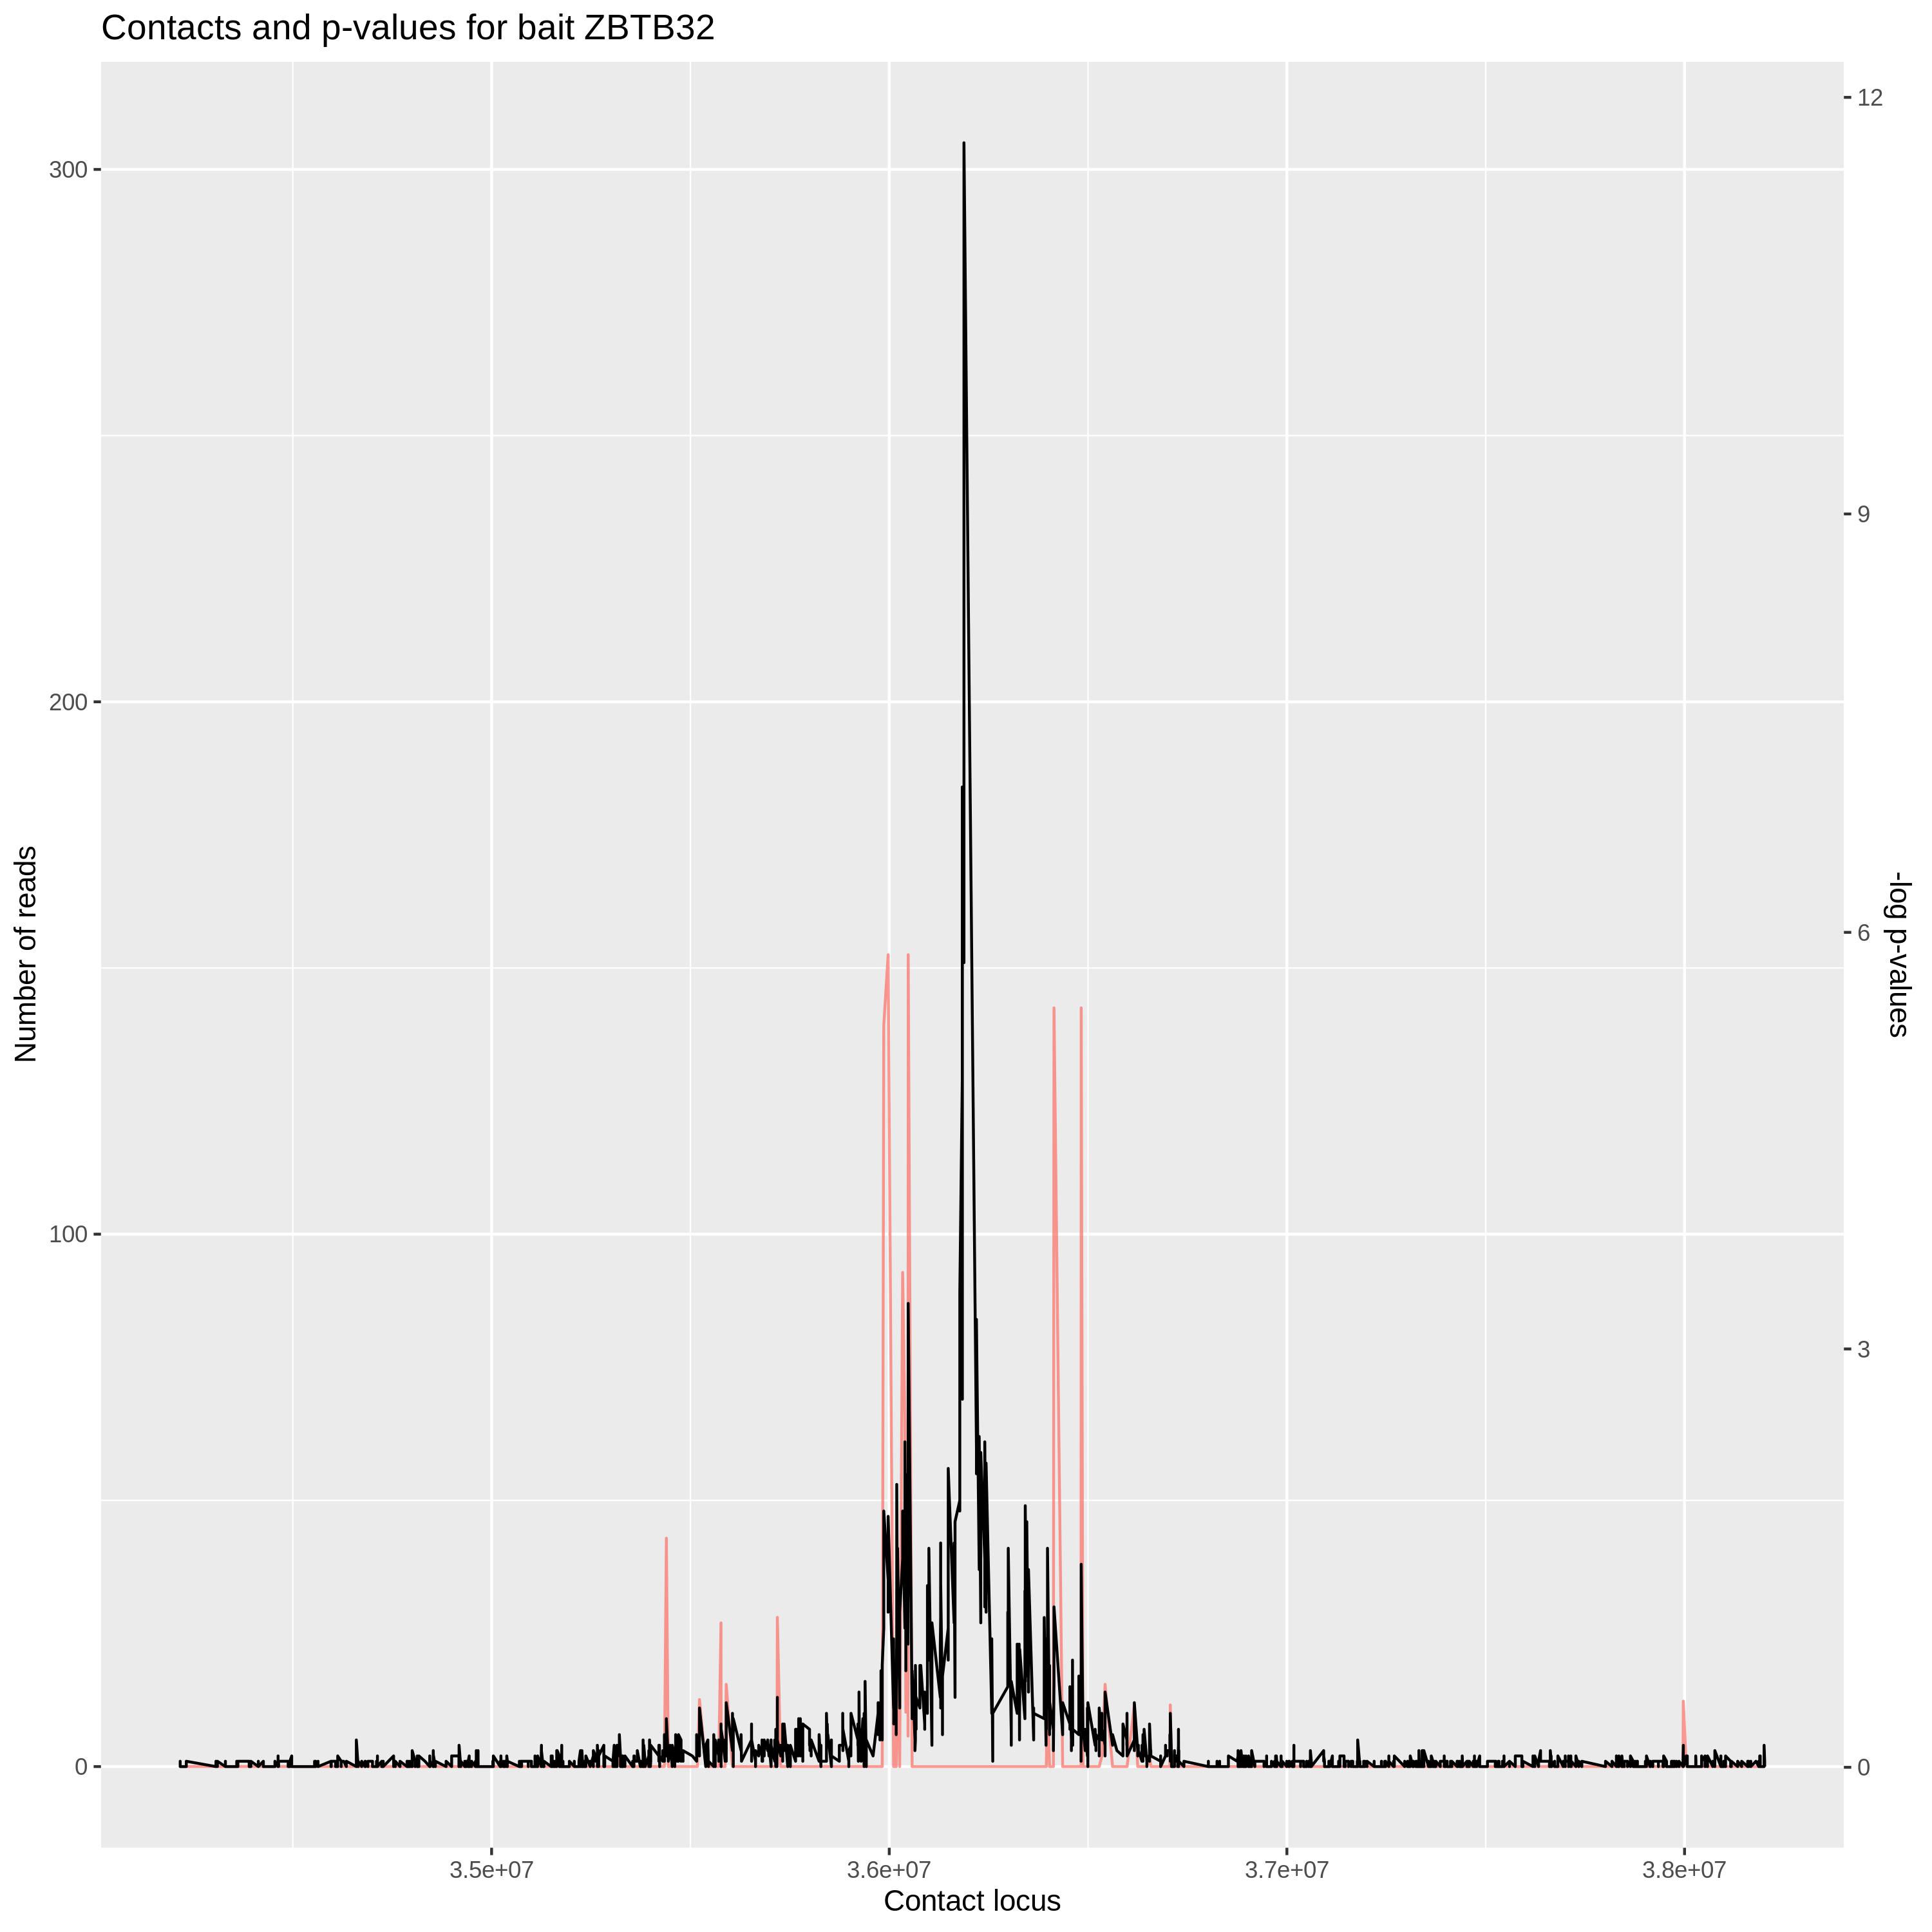 Contacts and p-values for bait ZBTB32
300
200
100
0
Number of reads
12
9
6
3
0
-log p-values
3.5e+07
3.6e+07
3.7e+07
3.8e+07
Contact locus